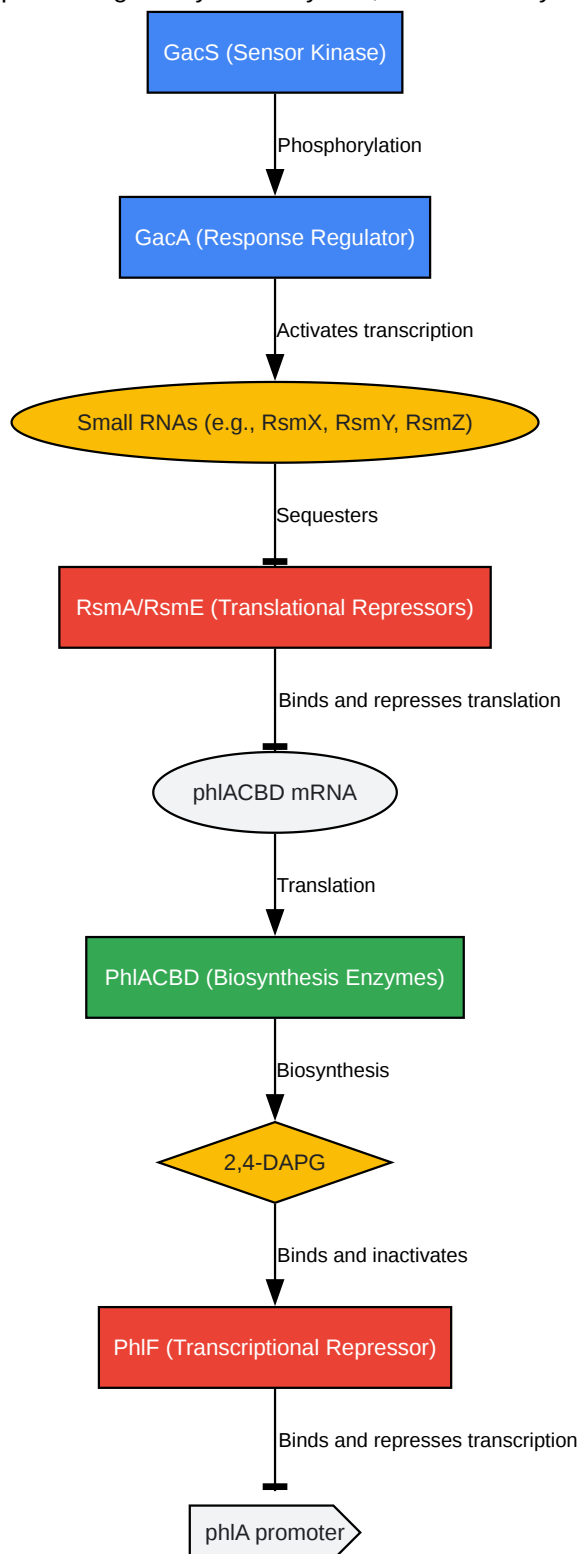 GacS (Sensor Kinase)
Phosphorylation
GacA (Response Regulator)
Activates transcription
Small RNAs (e.g., RsmX, RsmY, RsmZ)
Sequesters
RsmA/RsmE (Translational Repressors)
Binds and represses translation
phlACBD mRNA
Translation
PhlACBD (Biosynthesis Enzymes)
Biosynthesis
2,4-DAPG
Binds and inactivates
PhlF (Transcriptional Repressor)
Binds and represses transcription
phlA promoter